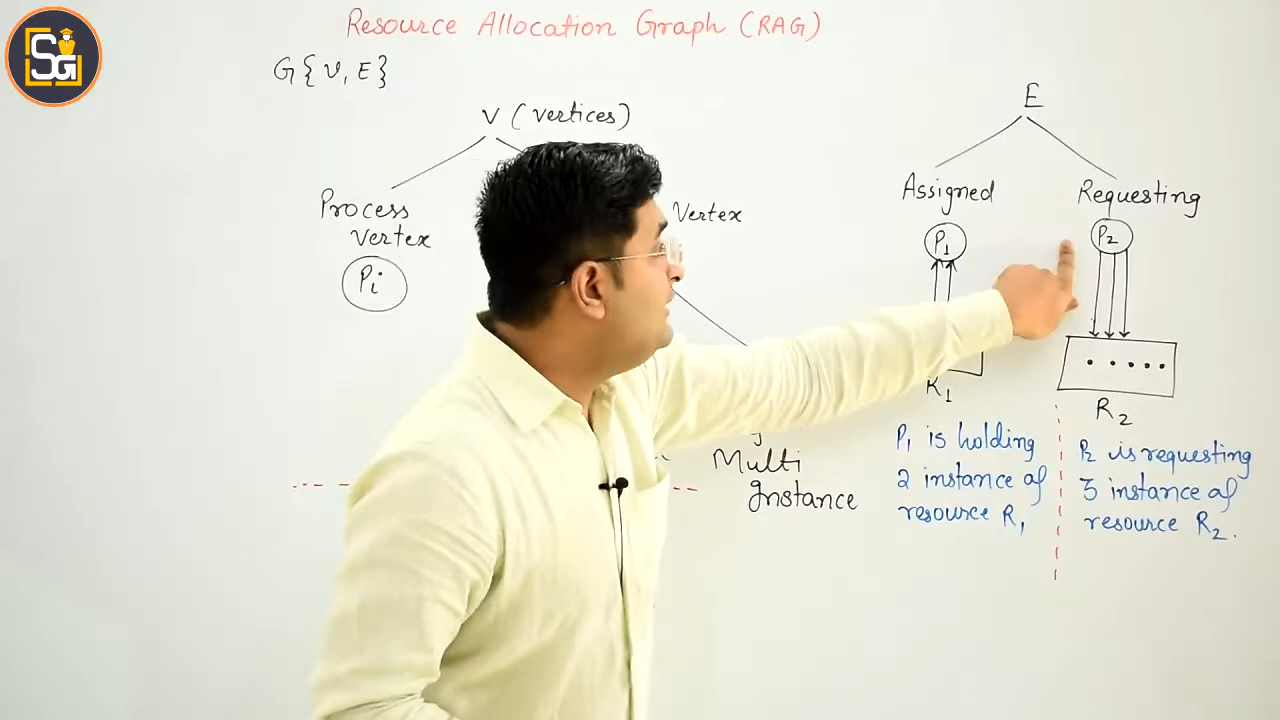 SG
Resource Allocation Graph (RAG)
G{V, E}
V (vertices)
Process
vertex
Pi
Vertex
Multi
Instance
E
Assigned
Requesting
P1
P2
R1
R2
P1 is holding
2 instance of
resource R1
P2 is requesting
3 instance of
resource R2.